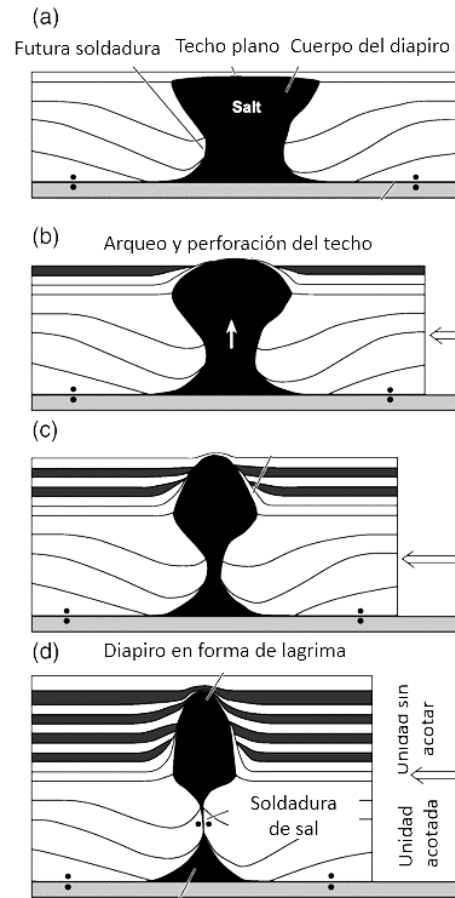 (a)
Futura soldadura
Techo plano
Cuerpo del diapiro
Salt
(b)
Arqueo y perforación del techo
(c)
(d)
Diapiro en forma de lagrima
Unidad sin
acotar
Soldadura
de sal
Unidad
acotada